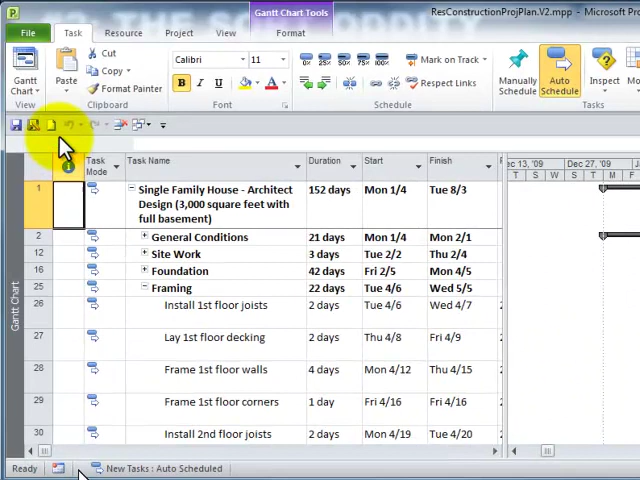 Gantt Chart Tools
ResConstructionProjPlan.V2.mpp - Microsoft Pro
File
Task
Resource
Project
View
Format
Gantt Chart
View
Paste
Cut
Copy
Format Painter
Clipboard
Calibri
11
B I U
A
Font
Respect Links
Schedule
Manually Schedule
Auto Schedule
Inspect
Mo
Tasks
Task Mode
Task Name
Duration
Start
Finish
ec 13, '09
Dec 27, '09
Jan
T S W S T M F
1 Single Family House - Architect 152 days Mon 1/4 Tue 8/3
Design (3,000 square feet with
full basement)
2 General Conditions 21 days Mon 1/4 Mon 2/1
12 Site Work 3 days Tue 2/2 Thu 2/4
16 Foundation 42 days Fri 2/5 Mon 4/5
25 Framing 22 days Tue 4/6 Wed 5/5
26 Install 1st floor joists 2 days Tue 4/6 Wed 4/7
27 Lay 1st floor decking 2 days Thu 4/8 Fri 4/9
28 Frame 1st floor walls 4 days Mon 4/12 Thu 4/15
29 Frame 1st floor corners 1 day Fri 4/16 Fri 4/16
30 Install 2nd floor joists 2 days Mon 4/19 Tue 4/20
Gantt Chart
Ready
New Tasks : Auto Scheduled